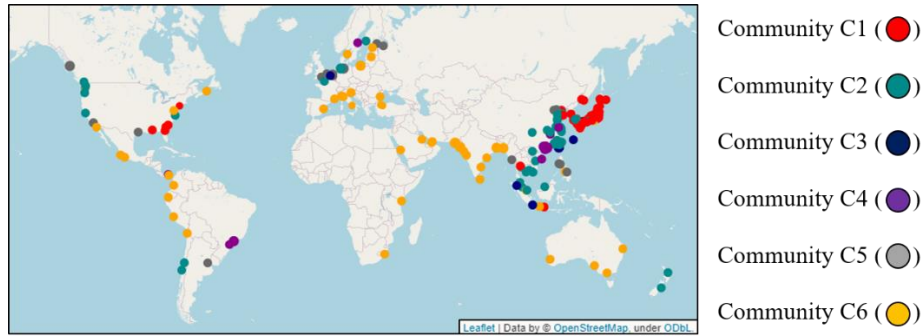 Community C1 ( )
Community C2 ( )
Community C3 ( )
Community C4 ( )
Community C5 ( )
Community C6 ( )
Leaflet | Data by © OpenStreetMap, under ODbL.